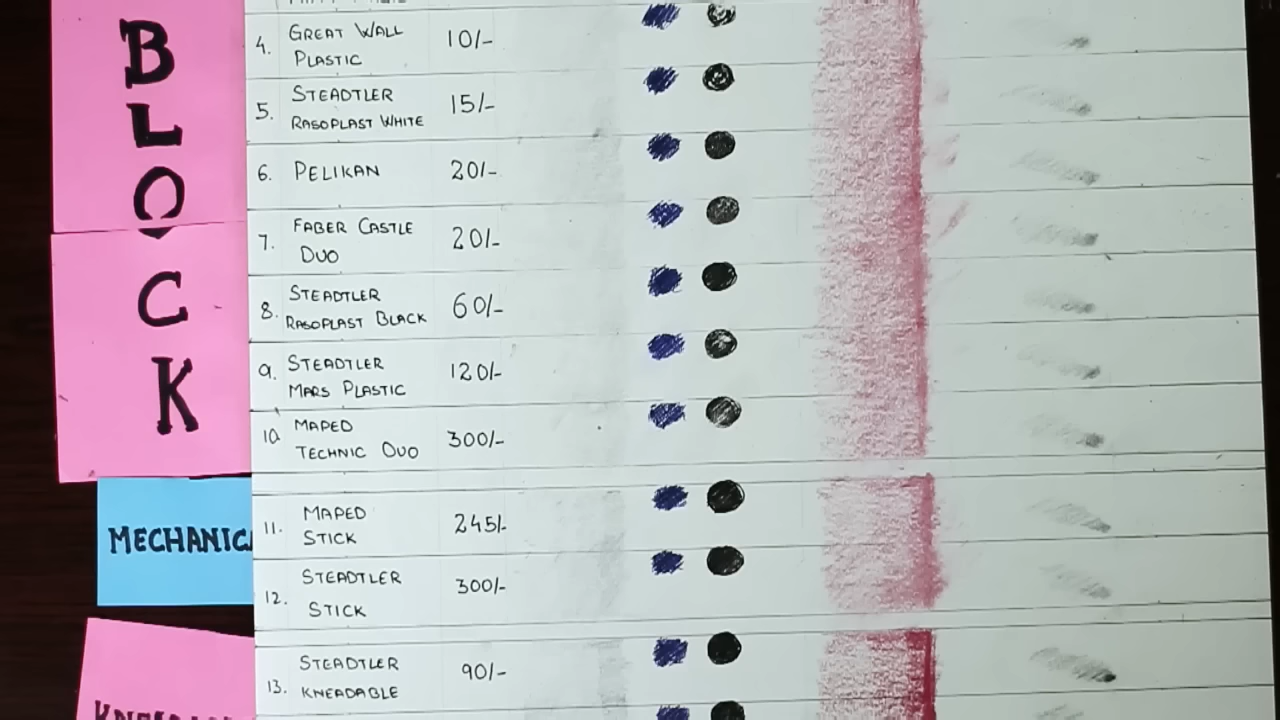 BLOCK
4. GREAT WALL PLASTIC 10/-
5. STEADTLER RASOPLAST WHITE 15/-
6. PELIKAN 20/-
7. FABER CASTLE DUO 20/-
8. STEADTLER RASOPLAST BLACK 60/-
9. STEADTLER MARS PLASTIC 120/-
10 MAPED TECHNIC DUO 300/-
MECHANICA
11. MAPED STICK 245/-
12. STEADTLER STICK 300/-
13. STEADTLER KNEADABLE 90/-